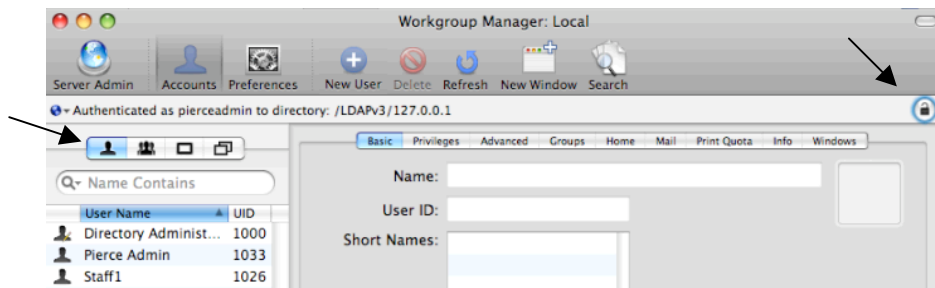 Workgroup Manager: Local
Server Admin Accounts Preferences New User Delete Refresh New Window Search
Authenticated as pierceadmin to directory: /LDAPv3/127.0.0.1
Basic Privileges Advanced Groups Home Mail Print Quota Info Windows
Name Contains
Name:
User Name UID
User ID:
Directory Administ... 1000
Short Names:
Pierce Admin 1033
Staff1 1026